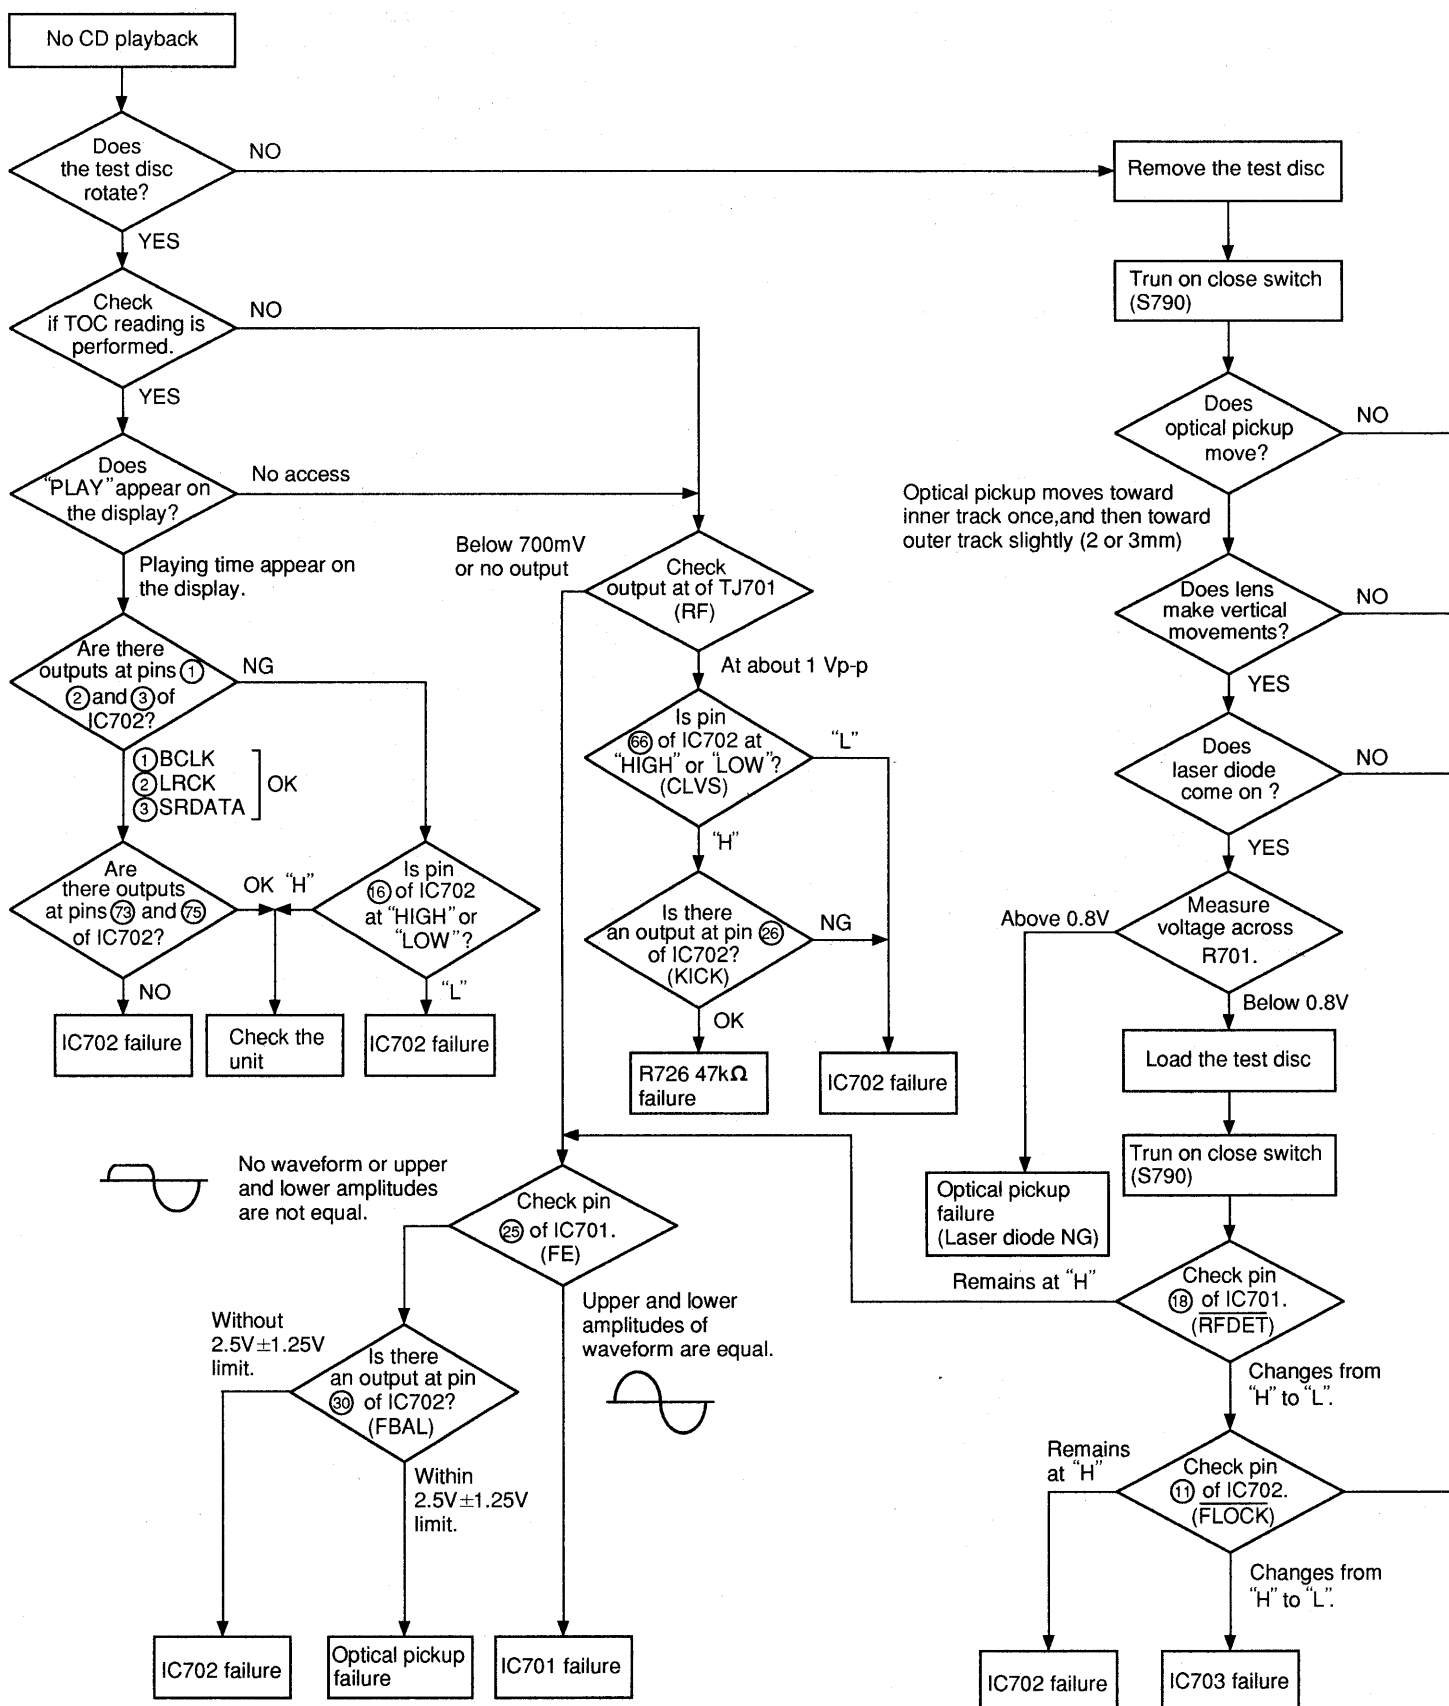 No CD playback
Does
the test disc
rotate?
NO
YES
Check
if TOC reading is
performed.
NO
YES
Does
“PLAY” appear on
the display?
No access
Playing time appear on
the display.
Are there
outputs at pins ①
② and ③ of
IC702?
NG
① BCLK
② LRCK
③ SRDATA
OK
Are
there outputs
at pins 73 and 75
of IC702?
OK
“H”
Is pin
16 of IC702
at “HIGH” or
“LOW”?
NO
“L”
IC702 failure
Check the
unit
IC702 failure
Below 700mV
or no output
Check
output at of TJ701
(RF)
At about 1 Vp-p
Is pin
66 of IC702 at
“HIGH” or “LOW”?
(CLVS)
“L”
“H”
Is there
an output at pin 26
of IC702?
(KICK)
NG
OK
R726 47kΩ
failure
IC702 failure
No waveform or upper
and lower amplitudes
are not equal.
Check pin
25 of IC701.
(FE)
Upper and lower
amplitudes of
waveform are equal.
Without
2.5V±1.25V
limit.
Is there
an output at pin
30 of IC702?
(FBAL)
Within
2.5V±1.25V
limit.
IC702 failure
Optical pickup
failure
IC701 failure
Remove the test disc
Trun on close switch
(S790)
Does
optical pickup
move?
NO
Optical pickup moves toward
inner track once,and then toward
outer track slightly (2 or 3mm)
Does lens
make vertical
movements?
NO
YES
Does
laser diode
come on ?
NO
YES
Measure
voltage across
R701.
Above 0.8V
Below 0.8V
Load the test disc
Trun on close switch
(S790)
Optical pickup
failure
(Laser diode NG)
Remains at “H”
Check pin
18 of IC701.
(RFDET)
Changes from
“H” to “L”.
Remains
at “H”
Check pin
11 of IC702.
(FLOCK)
Changes from
“H” to “L”.
IC702 failure
IC703 failure